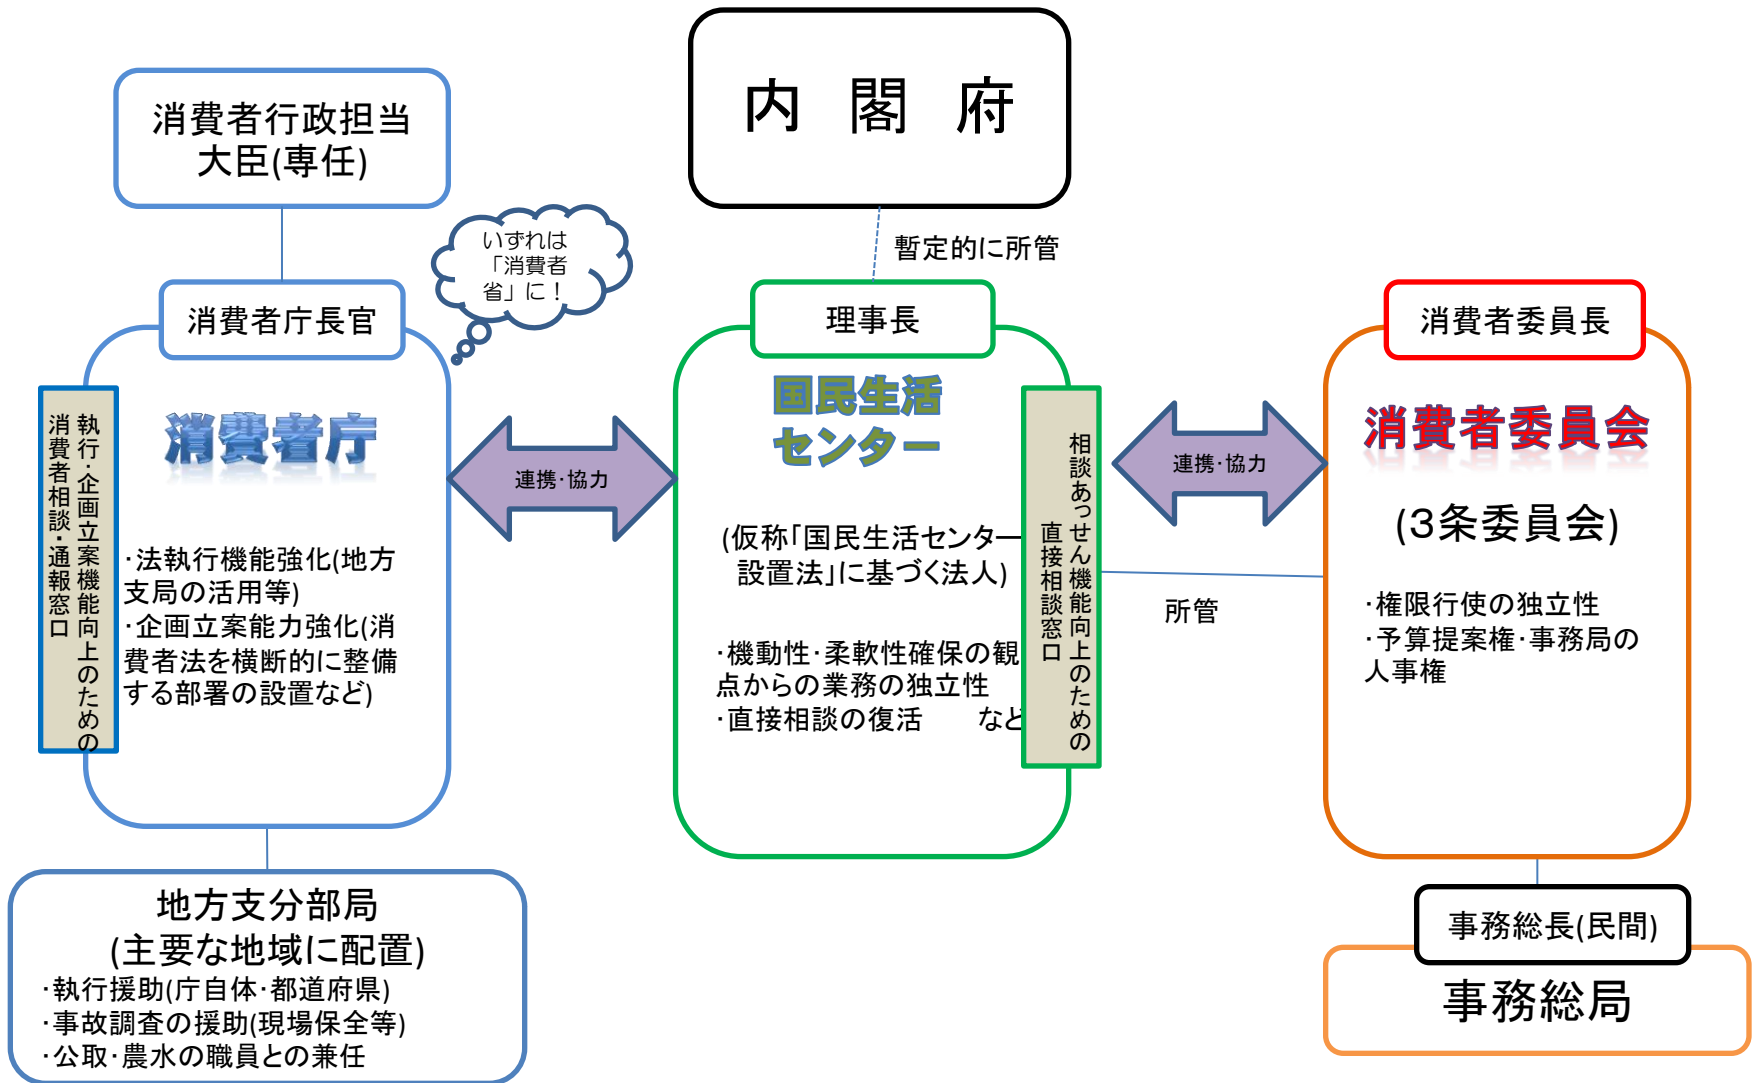 内　閣　府
消費者行政担当
大臣(専任)
いずれは
「消費者
省」に！
暫定的に所管
消費者庁長官
消費者庁
執行・企画立案機能向上のための
消費者相談・通報窓口
・法執行機能強化(地方
支局の活用等)
・企画立案能力強化(消
費者法を横断的に整備
する部署の設置など)
連携・協力
理事長
国民生活
センター
(仮称「国民生活センター
設置法」に基づく法人)
・機動性・柔軟性確保の観
点からの業務の独立性
・直接相談の復活　　など
相談あっせん機能向上のための
直接相談窓口
連携・協力
所管
消費者委員長
消費者委員会
(3条委員会)
・権限行使の独立性
・予算提案権・事務局の
人事権
地方支分部局
(主要な地域に配置)
・執行援助(庁自体・都道府県)
・事故調査の援助(現場保全等)
・公取・農水の職員との兼任
事務総長(民間)
事務総局